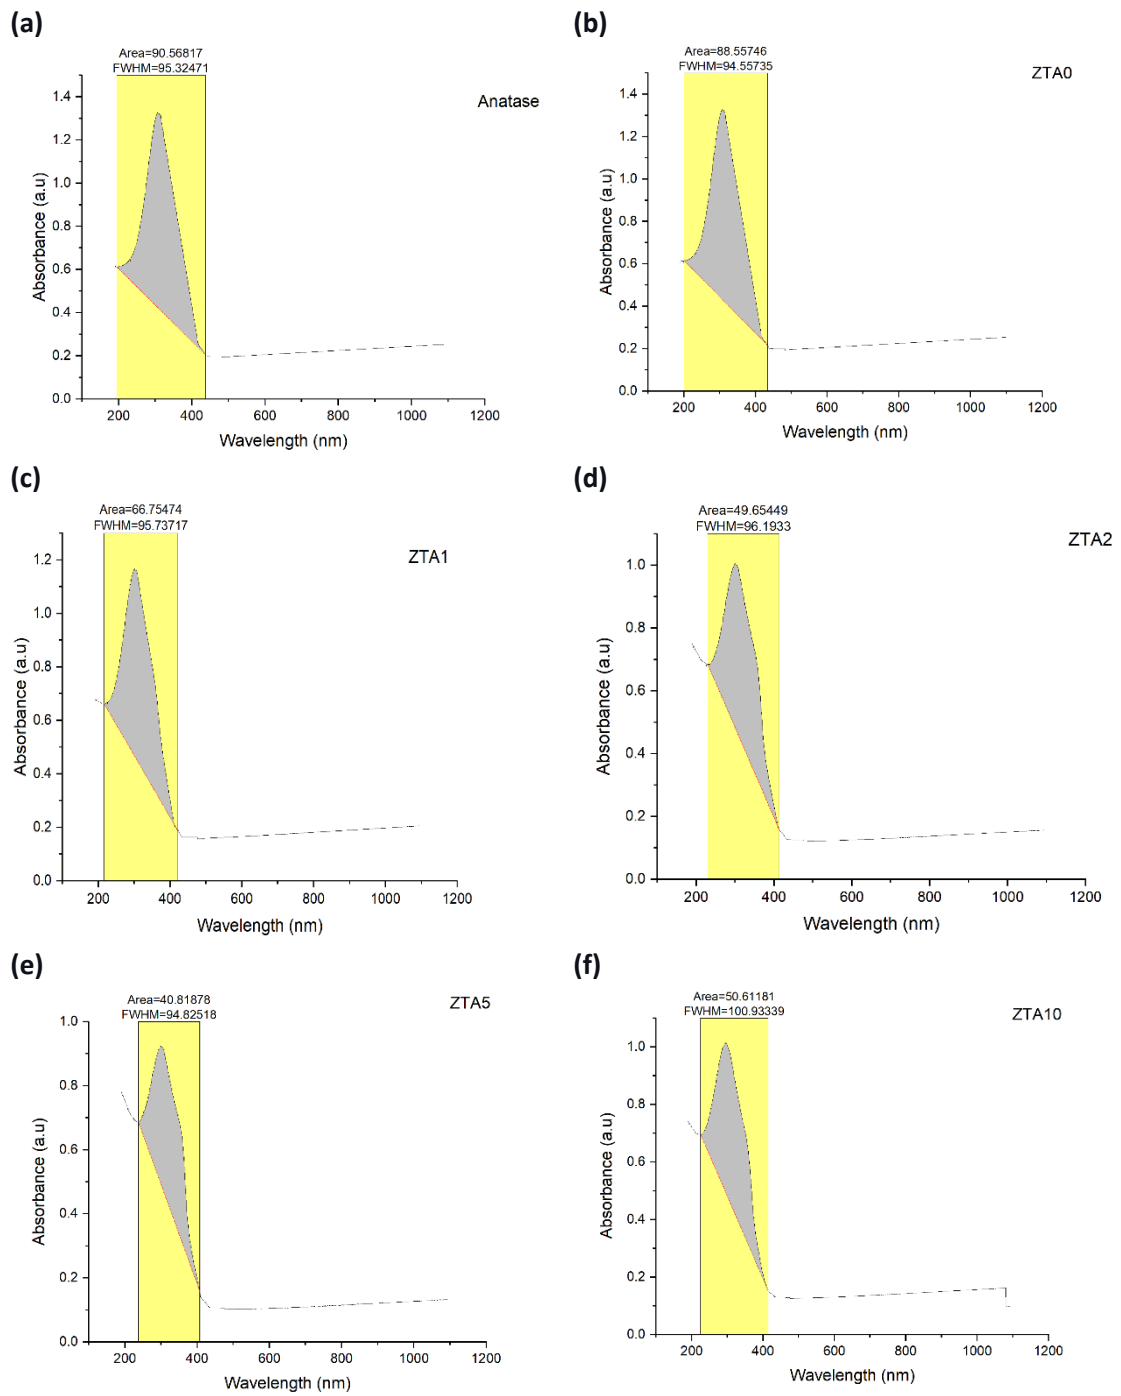 (a)
Area=90.56817
FWHM=95.32471
Anatase
1.4
1.2
1.0
0.8
0.6
0.4
0.2
0.0
Absorbance (a.u)
200 400 600 800 1000 1200
Wavelength (nm)
(b)
Area=88.55746
FWHM=94.55735
ZTA0
1.4
1.2
1.0
0.8
0.6
0.4
0.2
0.0
Absorbance (a.u)
200 400 600 800 1000 1200
Wavelength (nm)
(c)
Area=66.75474
FWHM=95.73717
ZTA1
1.2
1.0
0.8
0.6
0.4
0.2
0.0
Absorbance (a.u)
200 400 600 800 1000 1200
Wavelength (nm)
(d)
Area=49.65449
FWHM=96.1933
ZTA2
1.0
0.8
0.6
0.4
0.2
0.0
Absorbance (a.u)
200 400 600 800 1000 1200
Wavelength (nm)
(e)
Area=40.81878
FWHM=94.82518
ZTA5
1.0
0.8
0.6
0.4
0.2
0.0
Absorbance (a.u)
200 400 600 800 1000 1200
Wavelength (nm)
(f)
Area=50.61181
FWHM=100.93339
ZTA10
1.0
0.8
0.6
0.4
0.2
0.0
Absorbance (a.u)
200 400 600 800 1000 1200
Wavelength (nm)